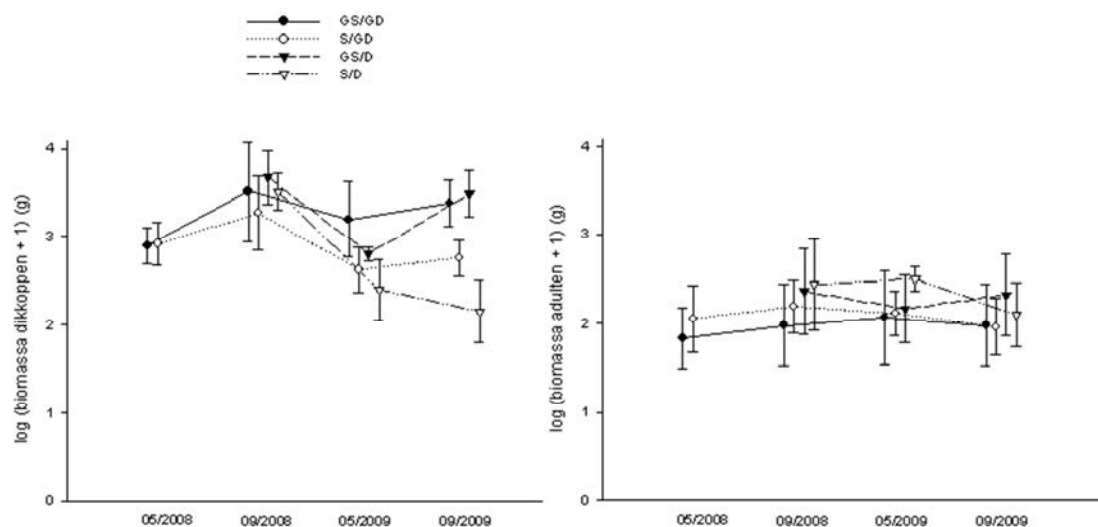 GS/GD
S/GD
GS/D
S/D
log (biomassa dikkoppen + 1) (g)
4
3
2
1
0
05/2008 09/2008 05/2009 09/2009
log (biomassa adulten + 1) (g)
4
3
2
1
0
05/2008 09/2008 05/2009 09/2009